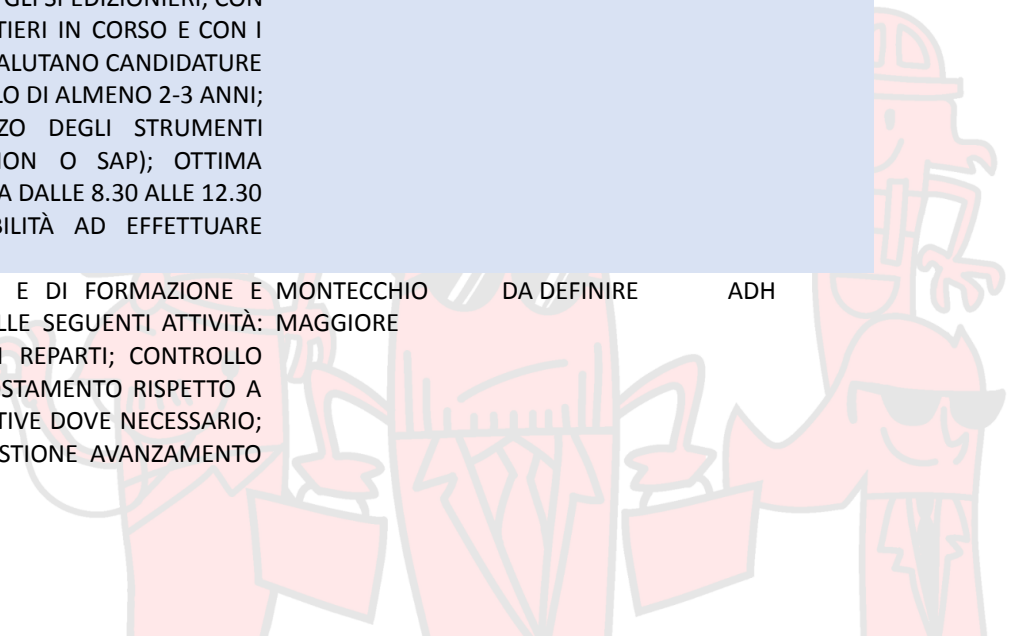 GLI SPEDIZIONIERI, CON
TIERI IN CORSO E CON I
ALUTANO CANDIDATURE
LO DI ALMENO 2-3 ANNI;
ZO DEGLI STRUMENTI
ION O SAP); OTTIMA
A DALLE 8.30 ALLE 12.30
BILITÀ AD EFFETTUARE
E DI FORMAZIONE E MONTECCHIO DA DEFINIRE ADH
LLE SEGUENTI ATTIVITÀ: MAGGIORE
I REPARTI; CONTROLLO
OSTAMENTO RISPETTO A
TIVE DOVE NECESSARIO;
STIONE AVANZAMENTO